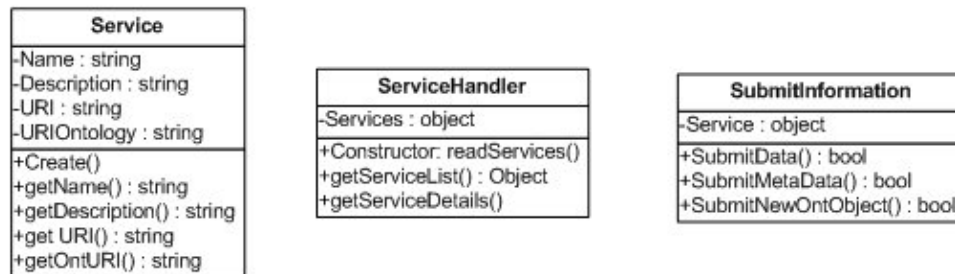 Service
-Name : string
-Description : string
-URI : string
-URIOntology : string
+Create()
+getName() : string
+getDescription() : string
+get URI() : string
+getOntURI() : string
ServiceHandler
-Services : object
+Constructor: readServices()
+getServiceList() : Object
+getServiceDetails()
SubmitInformation
-Service : object
+SubmitData() : bool
+SubmitMetaData() : bool
+SubmitNewOntObject() : bool